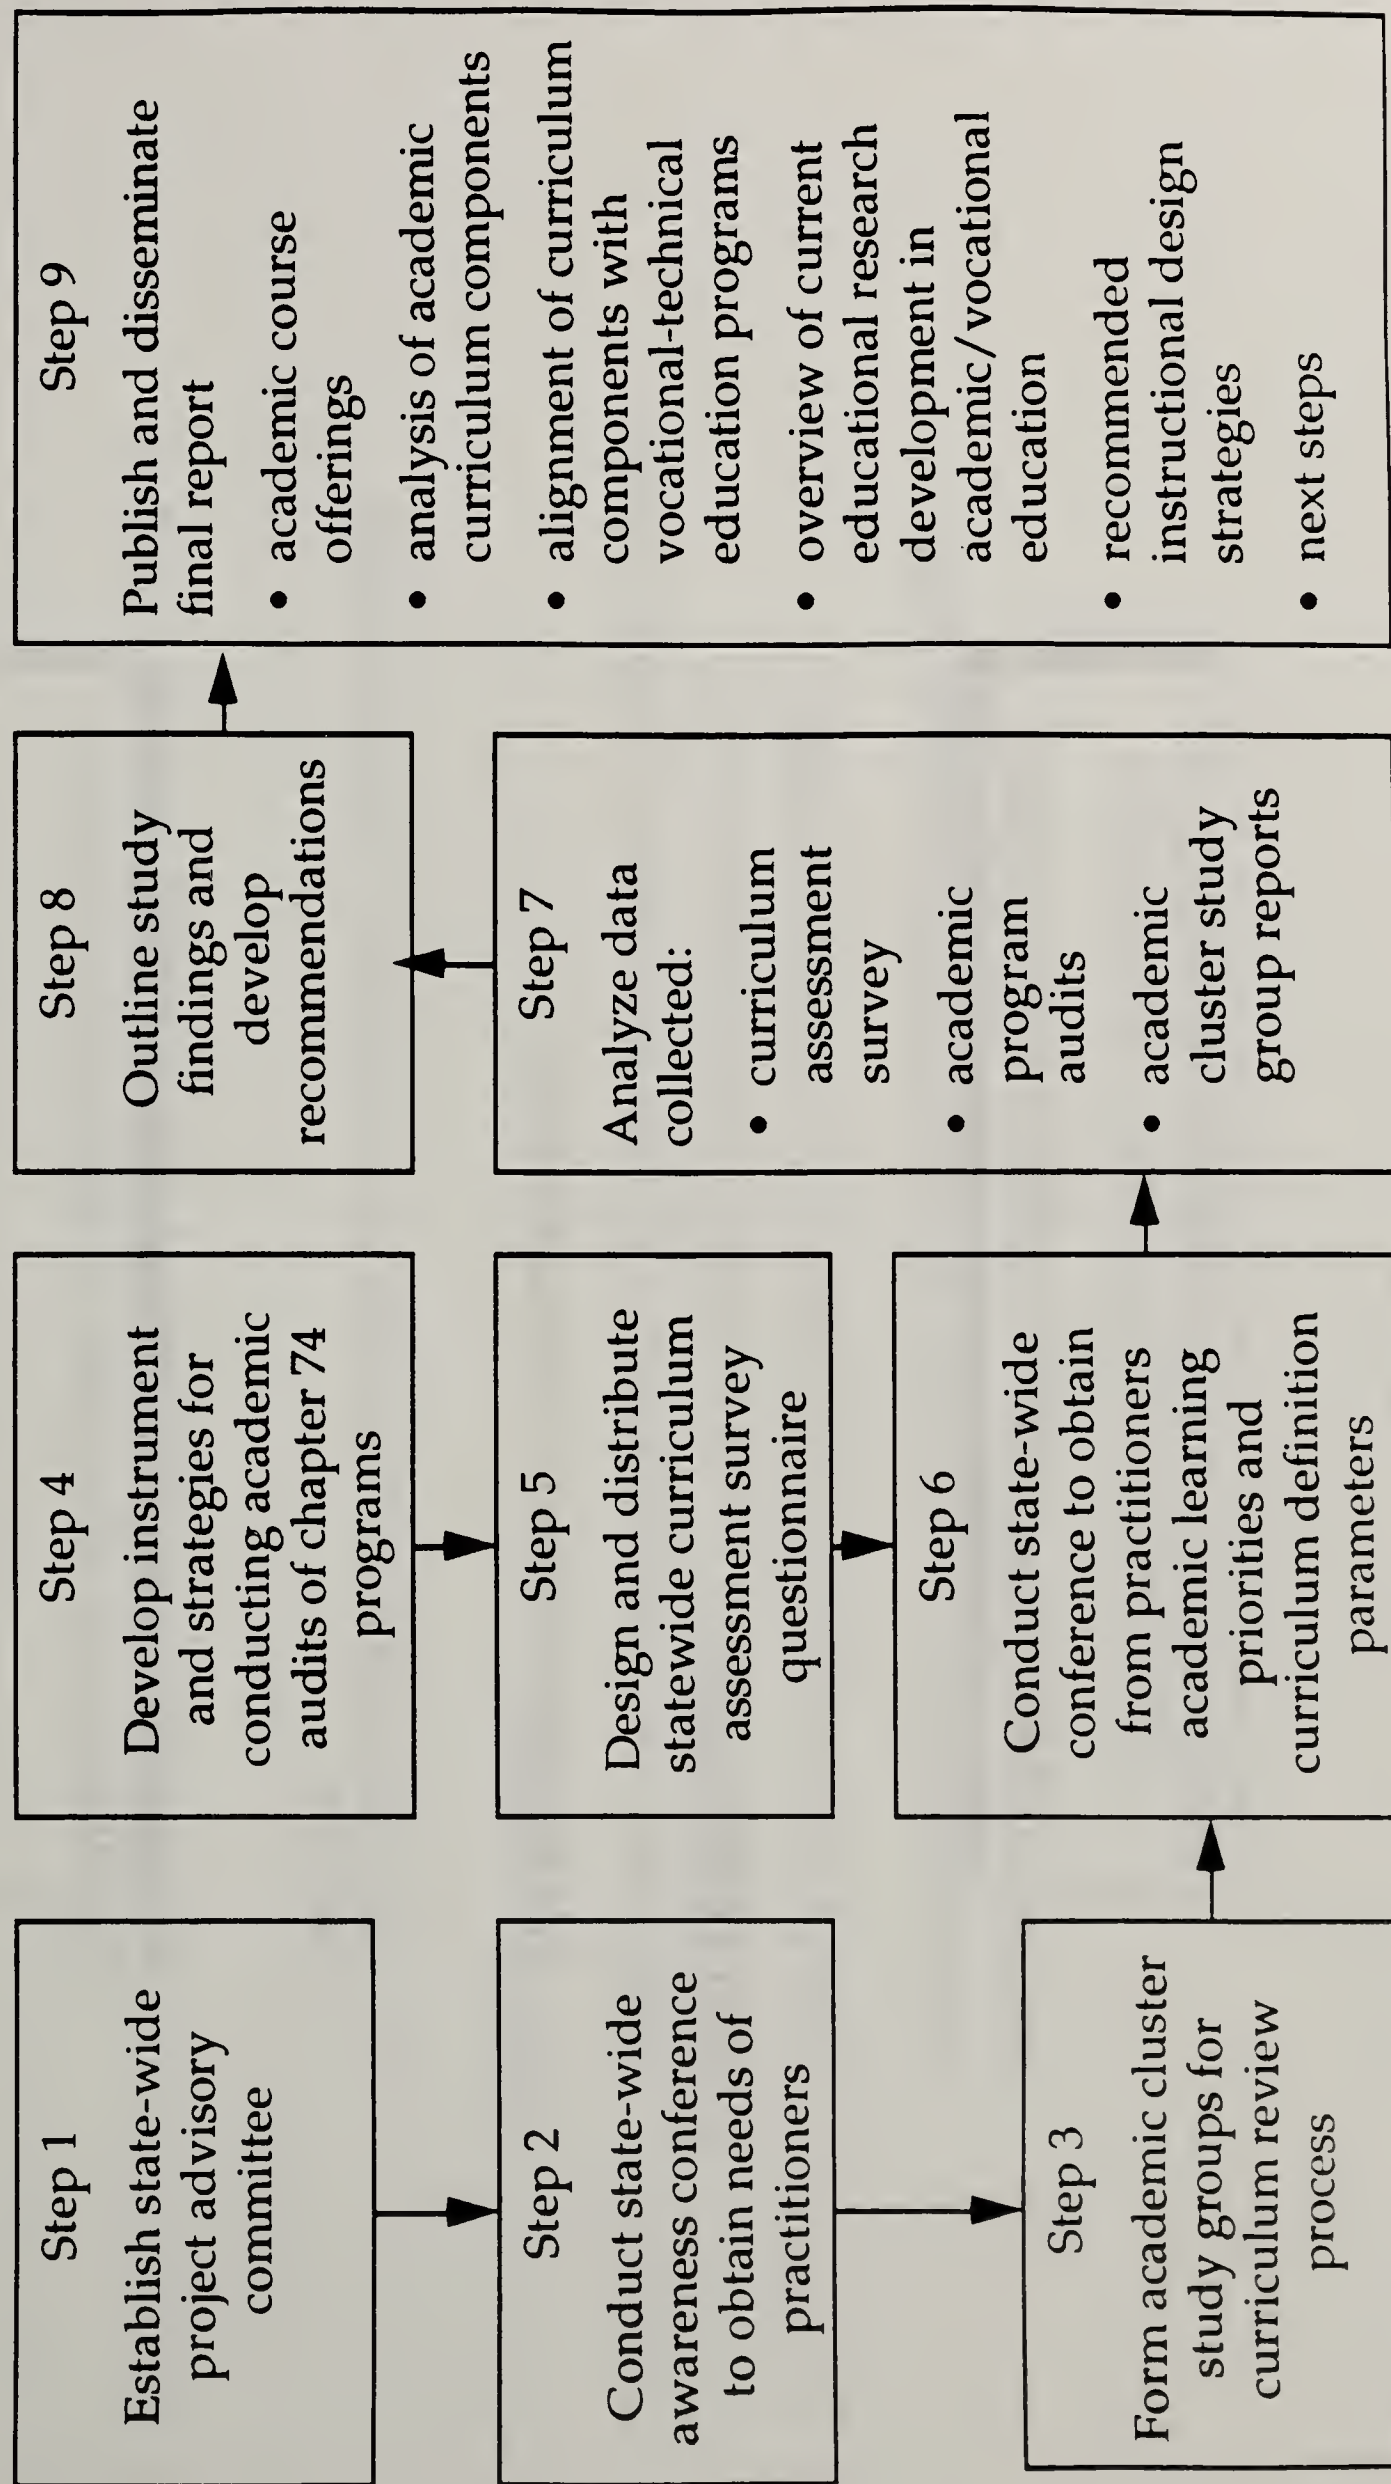 Step 1
Establish state-wide
project advisory
committee
Step 2
Conduct state-wide
awareness conference
to obtain needs of
practitioners
Step 3
Form academic cluster
study groups for
curriculum review
process
Step 4
Develop instrument
and strategies for
conducting academic
audits of chapter 74
programs
Step 5
Design and distribute
statewide curriculum
assessment survey
questionnaire
Step 6
Conduct state-wide
conference to obtain
from practitioners
academic learning
priorities and
curriculum definition
parameters
Step 7
Analyze data
collected:
• curriculum
assessment
survey
• academic
program
audits
• academic
cluster study
group reports
Step 8
Outline study
findings and
develop
recommendations
Step 9
Publish and disseminate
final report
• academic course
offerings
• analysis of academic
curriculum components
• alignment of curriculum
components with
vocational-technical
education programs
• overview of current
educational research
development in
academic/vocational
education
• recommended
instructional design
strategies
• next steps